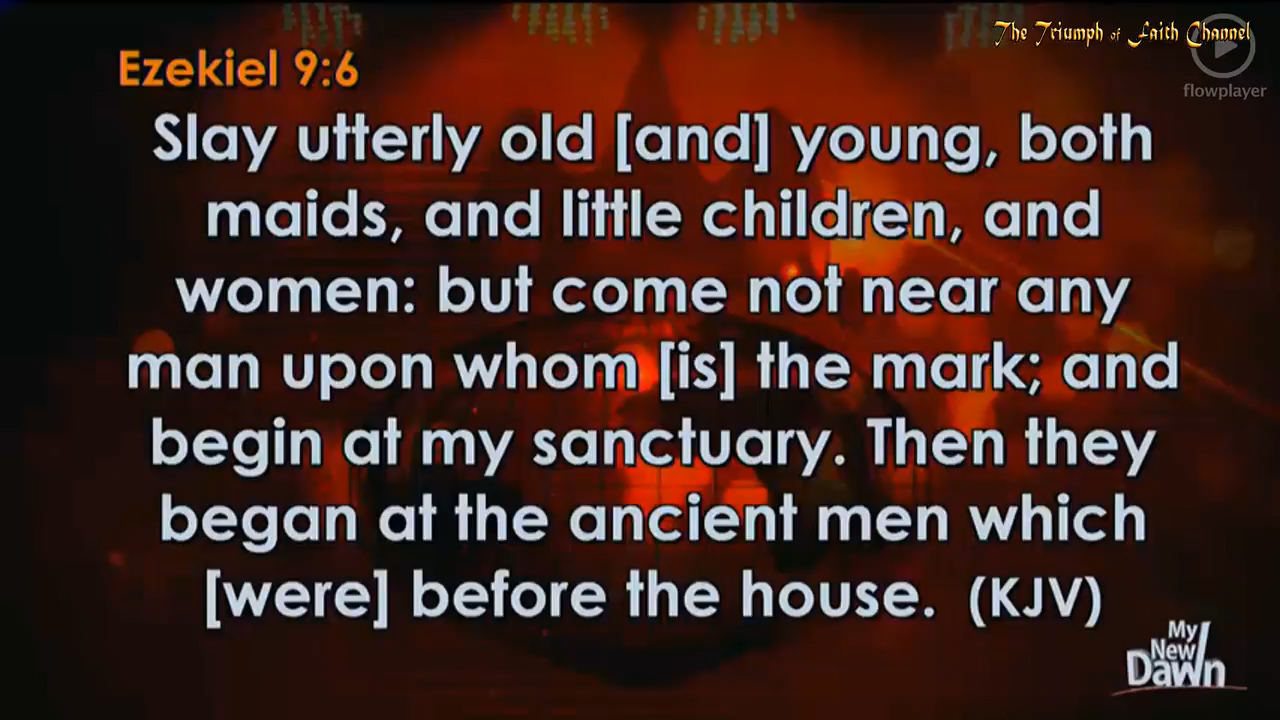 The Triumph of Faith Channel
flowplayer
Ezekiel 9:6
Slay utterly old [and] young, both
maids, and little children, and
women: but come not near any
man upon whom [is] the mark; and
begin at my sanctuary. Then they
began at the ancient men which
[were] before the house. (KJV)
My
New
Dawn